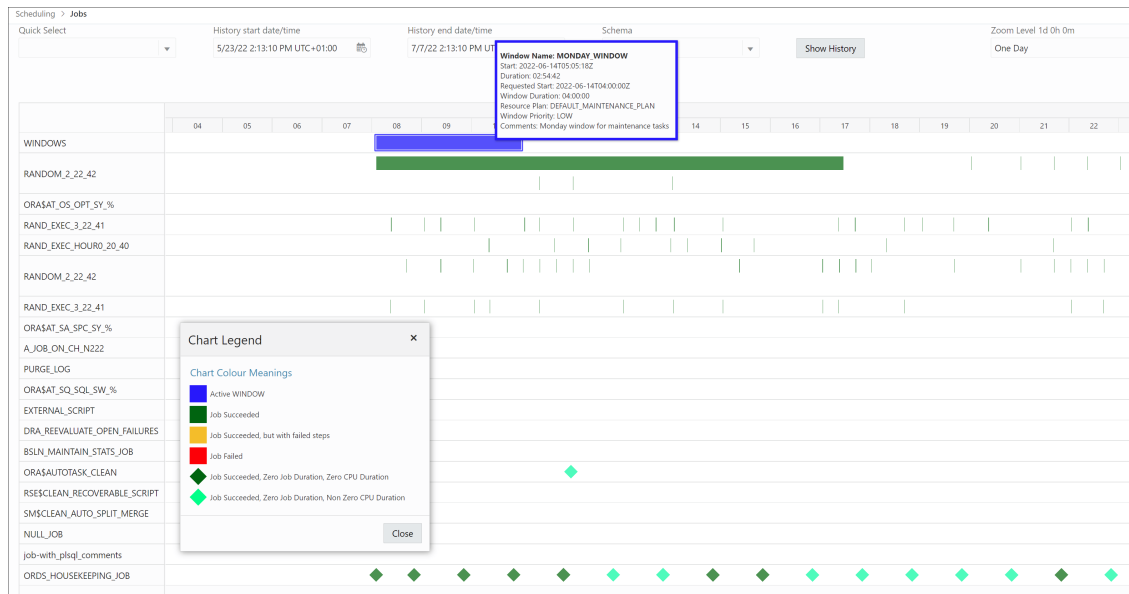 Scheduling > Jobs
Quick Select
History start date/time
History end date/time
Schema
Zoom Level 1d 0h 0m
5/23/22 2:13:10 PM UTC+01:00
7/7/22 2:13:10 PM UT
Show History
One Day
Window Name: MONDAY_WINDOW
Start: 2022-06-14T05:05:18Z
Duration: 02:54:42
Requested Start: 2022-06-14T04:00:00Z
Window Duration: 04:00:00
Resource Plan: DEFAULT_MAINTENANCE_PLAN
Window Priority: LOW
Comments: Monday window for maintenance tasks
04 05 06 07 08 09 1 14 15 16 17 18 19 20 21 22
WINDOWS
RANDOM_2_22_42
ORA$AT_OS_OPT_SY_%
RAND_EXEC_3_22_41
RAND_EXEC_HOUR0_20_40
RANDOM_2_22_42
RAND_EXEC_3_22_41
ORA$AT_SA_SPC_SY_%
A_JOB_ON_CH_N222
PURGE_LOG
ORA$AT_SQ_SQL_SW_%
EXTERNAL_SCRIPT
DRA_REEVALUATE_OPEN_FAILURES
BSLN_MAINTAIN_STATS_JOB
ORA$AUTOTASK_CLEAN
RSE$CLEAN_RECOVERABLE_SCRIPT
SM$CLEAN_AUTO_SPLIT_MERGE
NULL_JOB
job-with_plsql_comments
ORDS_HOUSEKEEPING_JOB
Chart Legend ×
Chart Colour Meanings
Active WINDOW
Job Succeeded
Job Succeeded, but with failed steps
Job Failed
Job Succeeded, Zero Job Duration, Zero CPU Duration
Job Succeeded, Zero Job Duration, Non Zero CPU Duration
Close